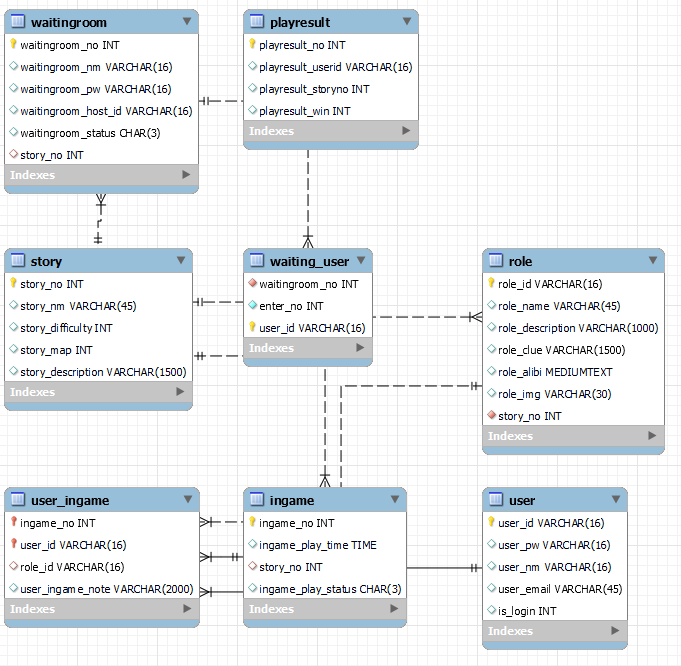 waitingroom
waitingroom_no INT
waitingroom_nm VARCHAR(16)
waitingroom_pw VARCHAR(16)
waitingroom_host_id VARCHAR(16)
waitingroom_status CHAR(3)
story_no INT
Indexes
playresult
playresult_no INT
playresult_userid VARCHAR(16)
playresult_storyno INT
playresult_win INT
Indexes
story
story_no INT
story_nm VARCHAR(45)
story_difficulty INT
story_map INT
story_description VARCHAR(1500)
Indexes
waiting_user
waitingroom_no INT
enter_no INT
user_id VARCHAR(16)
Indexes
role
role_id VARCHAR(16)
role_name VARCHAR(45)
role_description VARCHAR(1000)
role_clue VARCHAR(1500)
role_alibi MEDIUMTEXT
role_img VARCHAR(30)
story_no INT
Indexes
user_ingame
ingame_no INT
user_id VARCHAR(16)
role_id VARCHAR(16)
user_ingame_note VARCHAR(2000)
Indexes
ingame
ingame_no INT
ingame_play_time TIME
story_no INT
ingame_play_status CHAR(3)
Indexes
user
user_id VARCHAR(16)
user_pw VARCHAR(16)
user_nm VARCHAR(16)
user_email VARCHAR(45)
is_login INT
Indexes